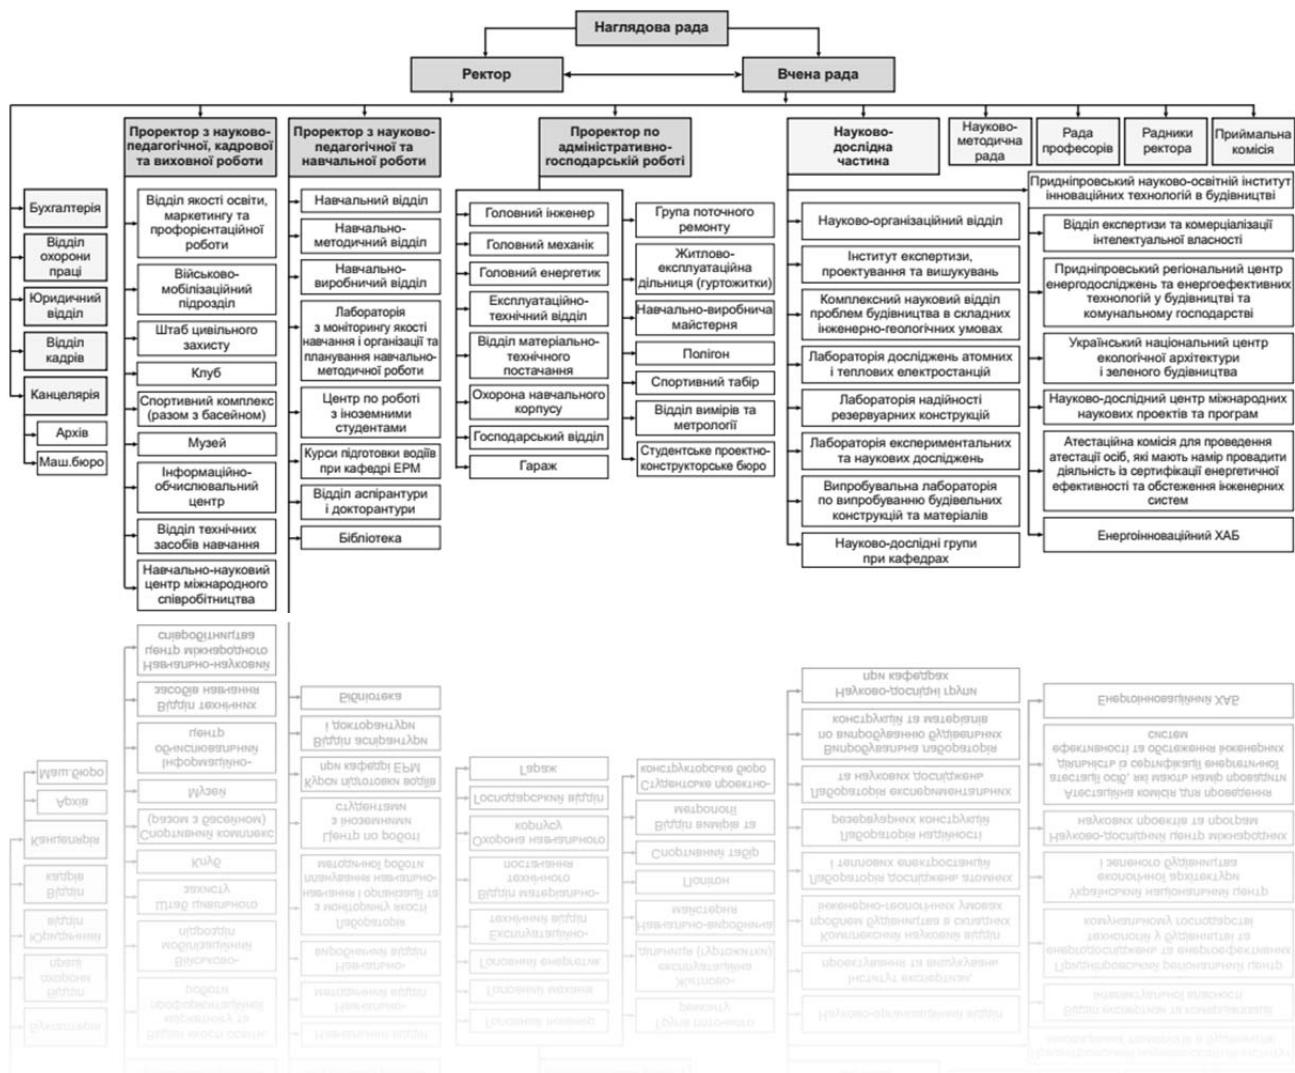 Наглядова рада
Ректор
Вчена рада
Проректор з науково-
педагогічної, кадрової
та виховної роботи
Проректор з науково-
педагогічної та
навчальної роботи
Проректор по
адміністративно-
господарській роботі
Науково-
дослідна
частина
Науково-
методична
рада
Рада
професорів
Радники
ректора
Приймальна
комісія
Бухгалтерія
Відділ
охорони
праці
Юридичний
відділ
Відділ
кадрів
Канцелярія
Архів
Маш.бюро
Відділ якості освіти,
маркетингу та
профорієнтаційної
роботи
Військово-
мобілізаційний
підрозділ
Штаб цивільного
захисту
Клуб
Спортивний комплекс
(разом з басейном)
Музей
Інформаційно-
обчислювальний
центр
Відділ технічних
засобів навчання
Навчально-науковий
центр міжнародного
співробітництва
Навчальний відділ
Навчально-
методичний відділ
Навчально-
виробничий відділ
Лабораторія
з моніторингу якості
навчання і організації та
планування навчально-
методичної роботи
Центр по роботі
з іноземними
студентами
Курси підготовки водіїв
при кафедрі ЕРМ
Відділ аспірантури
і докторантури
Бібліотека
Головний інженер
Головний механік
Головний енергетик
Експлуатаційно-
технічний відділ
Відділ матеріально-
технічного
постачання
Охорона навчального
корпусу
Господарський відділ
Гараж
Група поточного
ремонту
Житлово-
експлуатаційна
дільниця (гуртожитки)
Навчально-виробнича
майстерня
Полігон
Спортивний табір
Відділ вимірів та
метрології
Студентське проектно-
конструкторське бюро
Науково-організаційний відділ
Інститут експертизи,
проектування та вишукувань
Комплексний науковий відділ
проблем будівництва в складних
інженерно-геологічних умовах
Лабораторія досліджень атомних
і теплових електростанцій
Лабораторія надійності
резервуарних конструкцій
Лабораторія експериментальних
та наукових досліджень
Випробувальна лабораторія
по випробуванню будівельних
конструкцій та матеріалів
Науково-дослідні групи
при кафедрах
Придніпровський науково-освітній інститут
інноваційних технологій в будівництві
Відділ експертизи та комерціалізації
інтелектуальної власності
Придніпровський регіональний центр
енергодосліджень та енергоефективних
технологій у будівництві та
комунальному господарстві
Український національний центр
екологічної архітектури
і зеленого будівництва
Науково-дослідний центр міжнародних
наукових проектів та програм
Атестаційна комісія для проведення
атестації осіб, які мають намір провадити
діяльність із сертифікації енергетичної
ефективності та обстеження інженерних
систем
Енергоінноваційний ХАБ